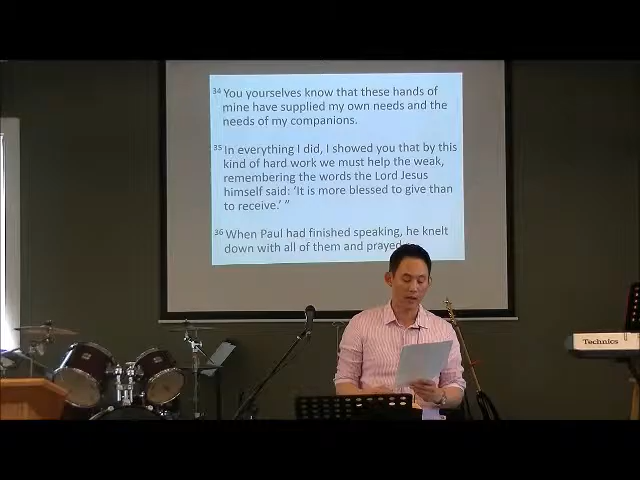 34 You yourselves know that these hands of
mine have supplied my own needs and the
needs of my companions.
35 In everything I did, I showed you that by this
kind of hard work we must help the weak,
remembering the words the Lord Jesus
himself said: ‘It is more blessed to give than
to receive.’ ”
36 When Paul had finished speaking, he knelt
down with all of them and prayed
Technics